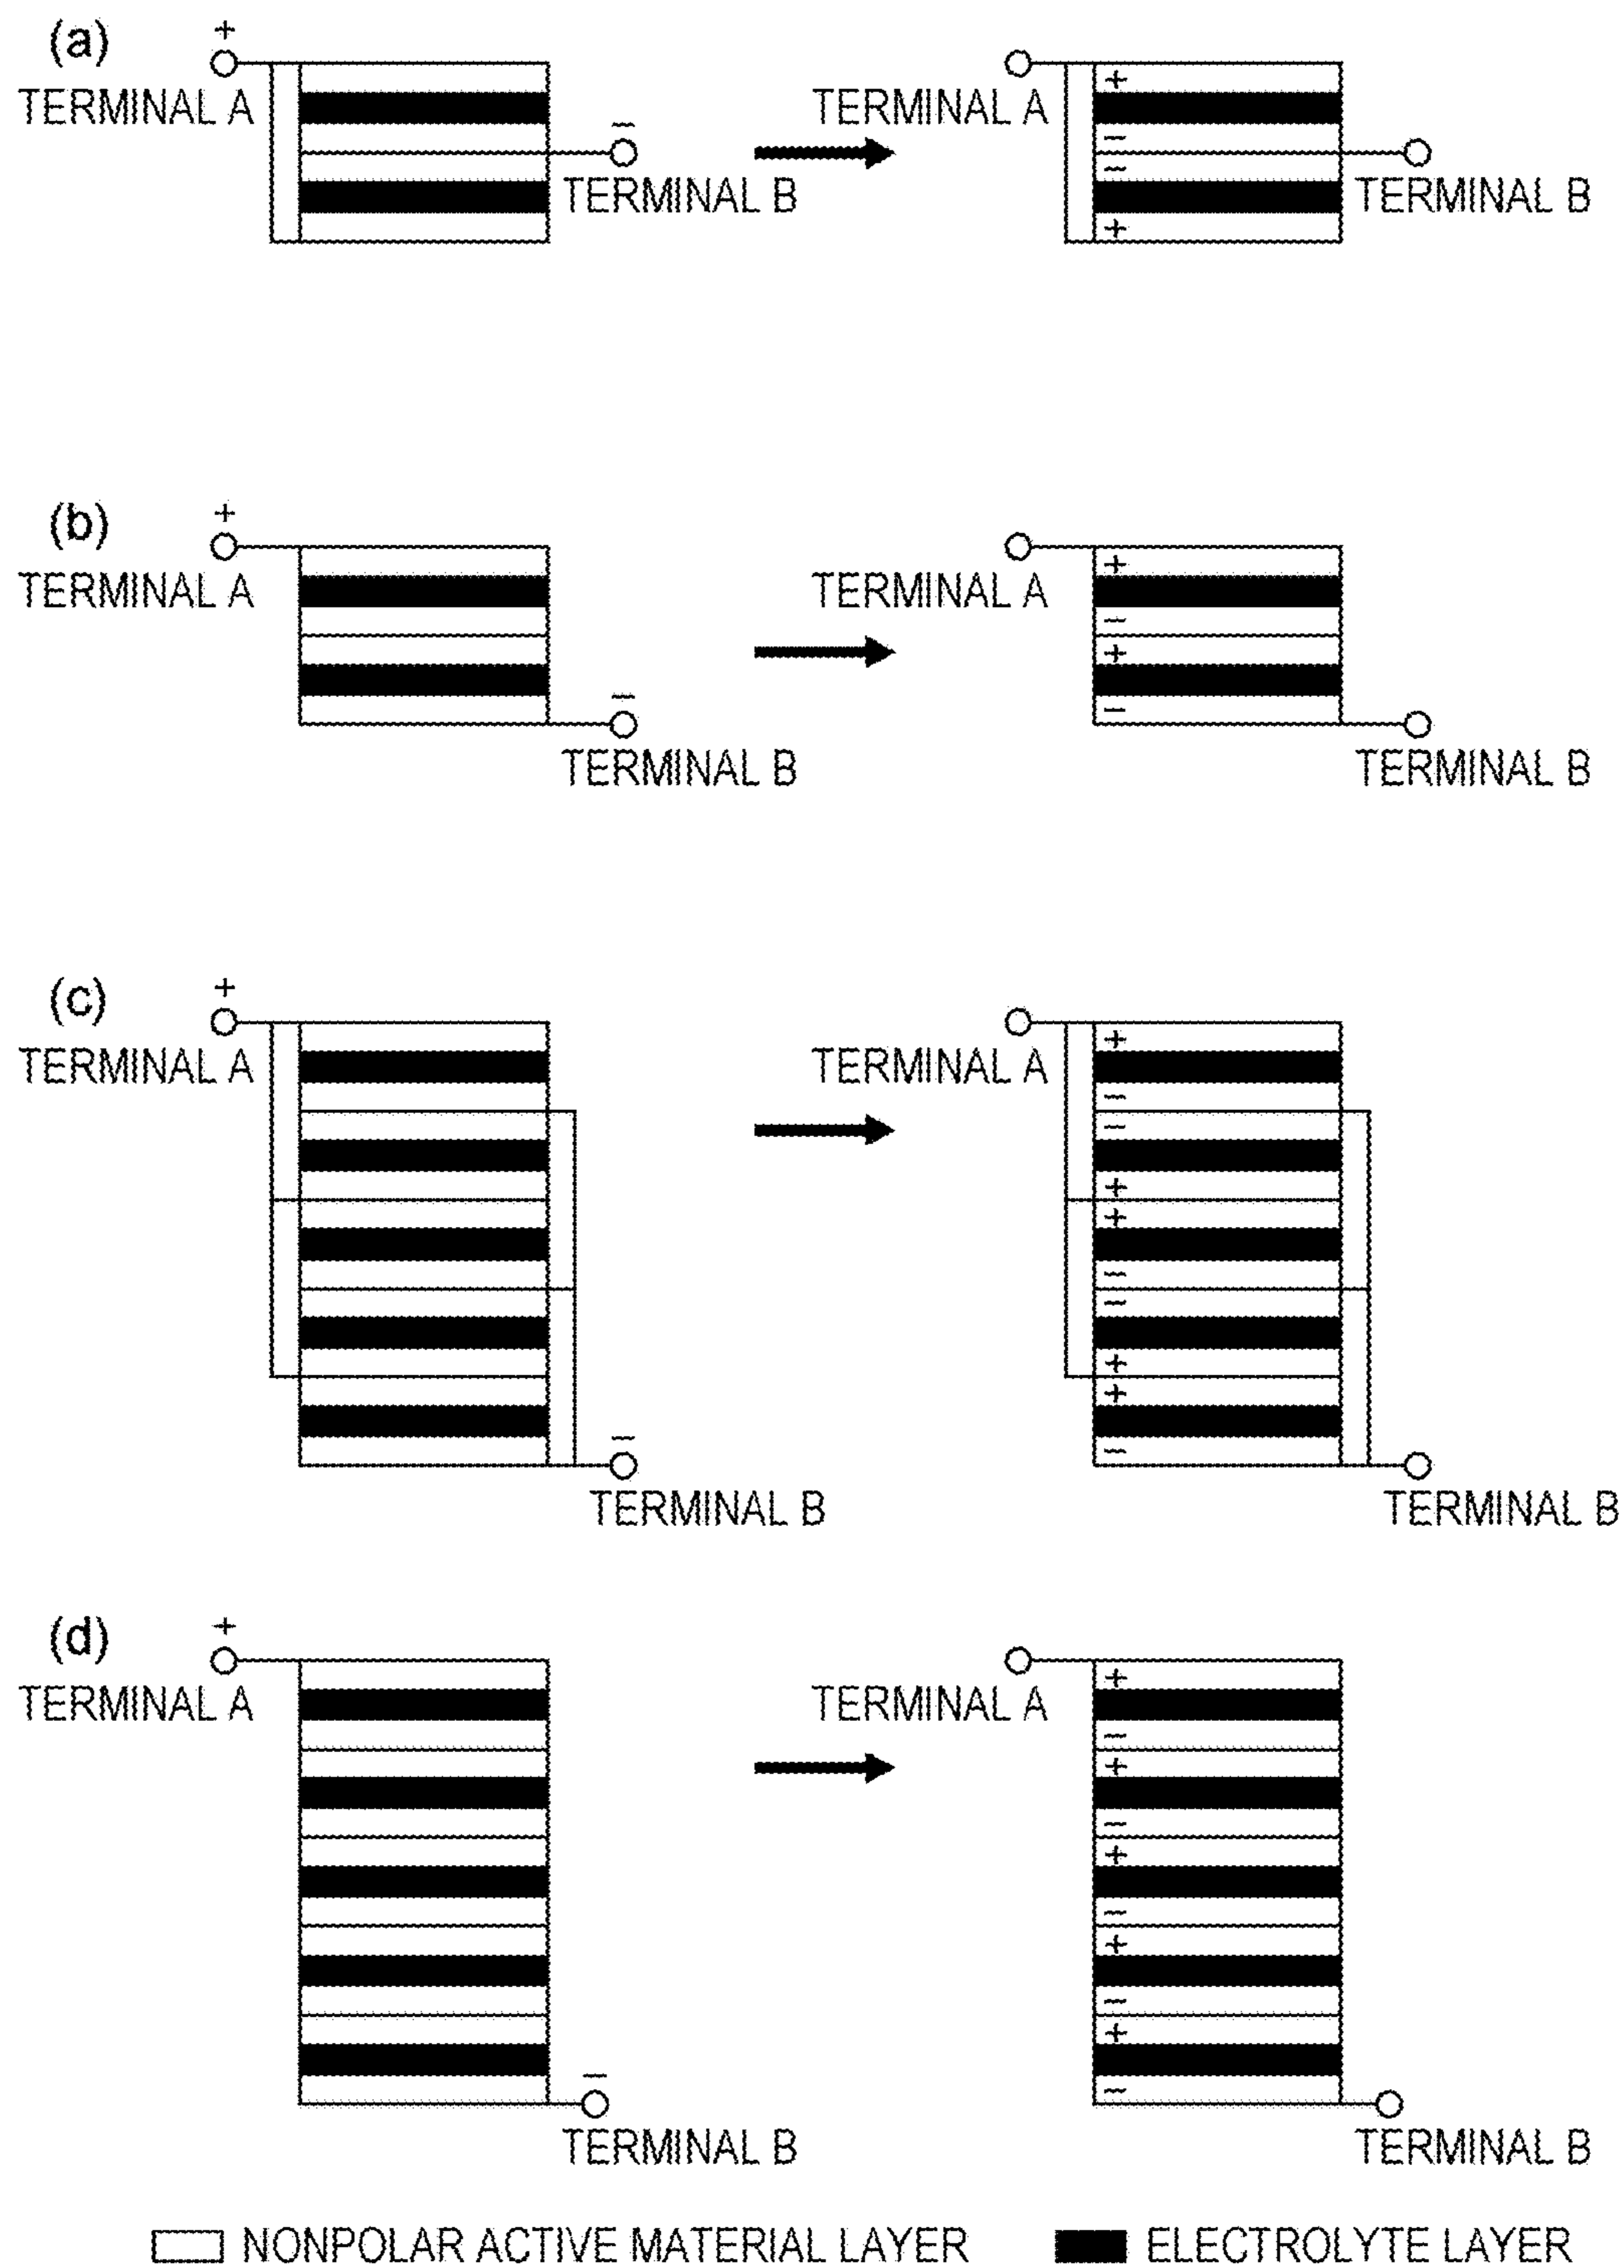 (a)
+
TERMINAL A
−
TERMINAL B
TERMINAL A
+
−
−
+
TERMINAL B
(b)
+
TERMINAL A
−
TERMINAL B
TERMINAL A
+
−
+
−
TERMINAL B
(c)
+
TERMINAL A
−
TERMINAL B
TERMINAL A
+
−
−
+
+
−
−
+
+
−
TERMINAL B
(d)
+
TERMINAL A
−
TERMINAL B
TERMINAL A
+
−
+
−
+
−
+
−
+
−
TERMINAL B
NONPOLAR ACTIVE MATERIAL LAYER
ELECTROLYTE LAYER